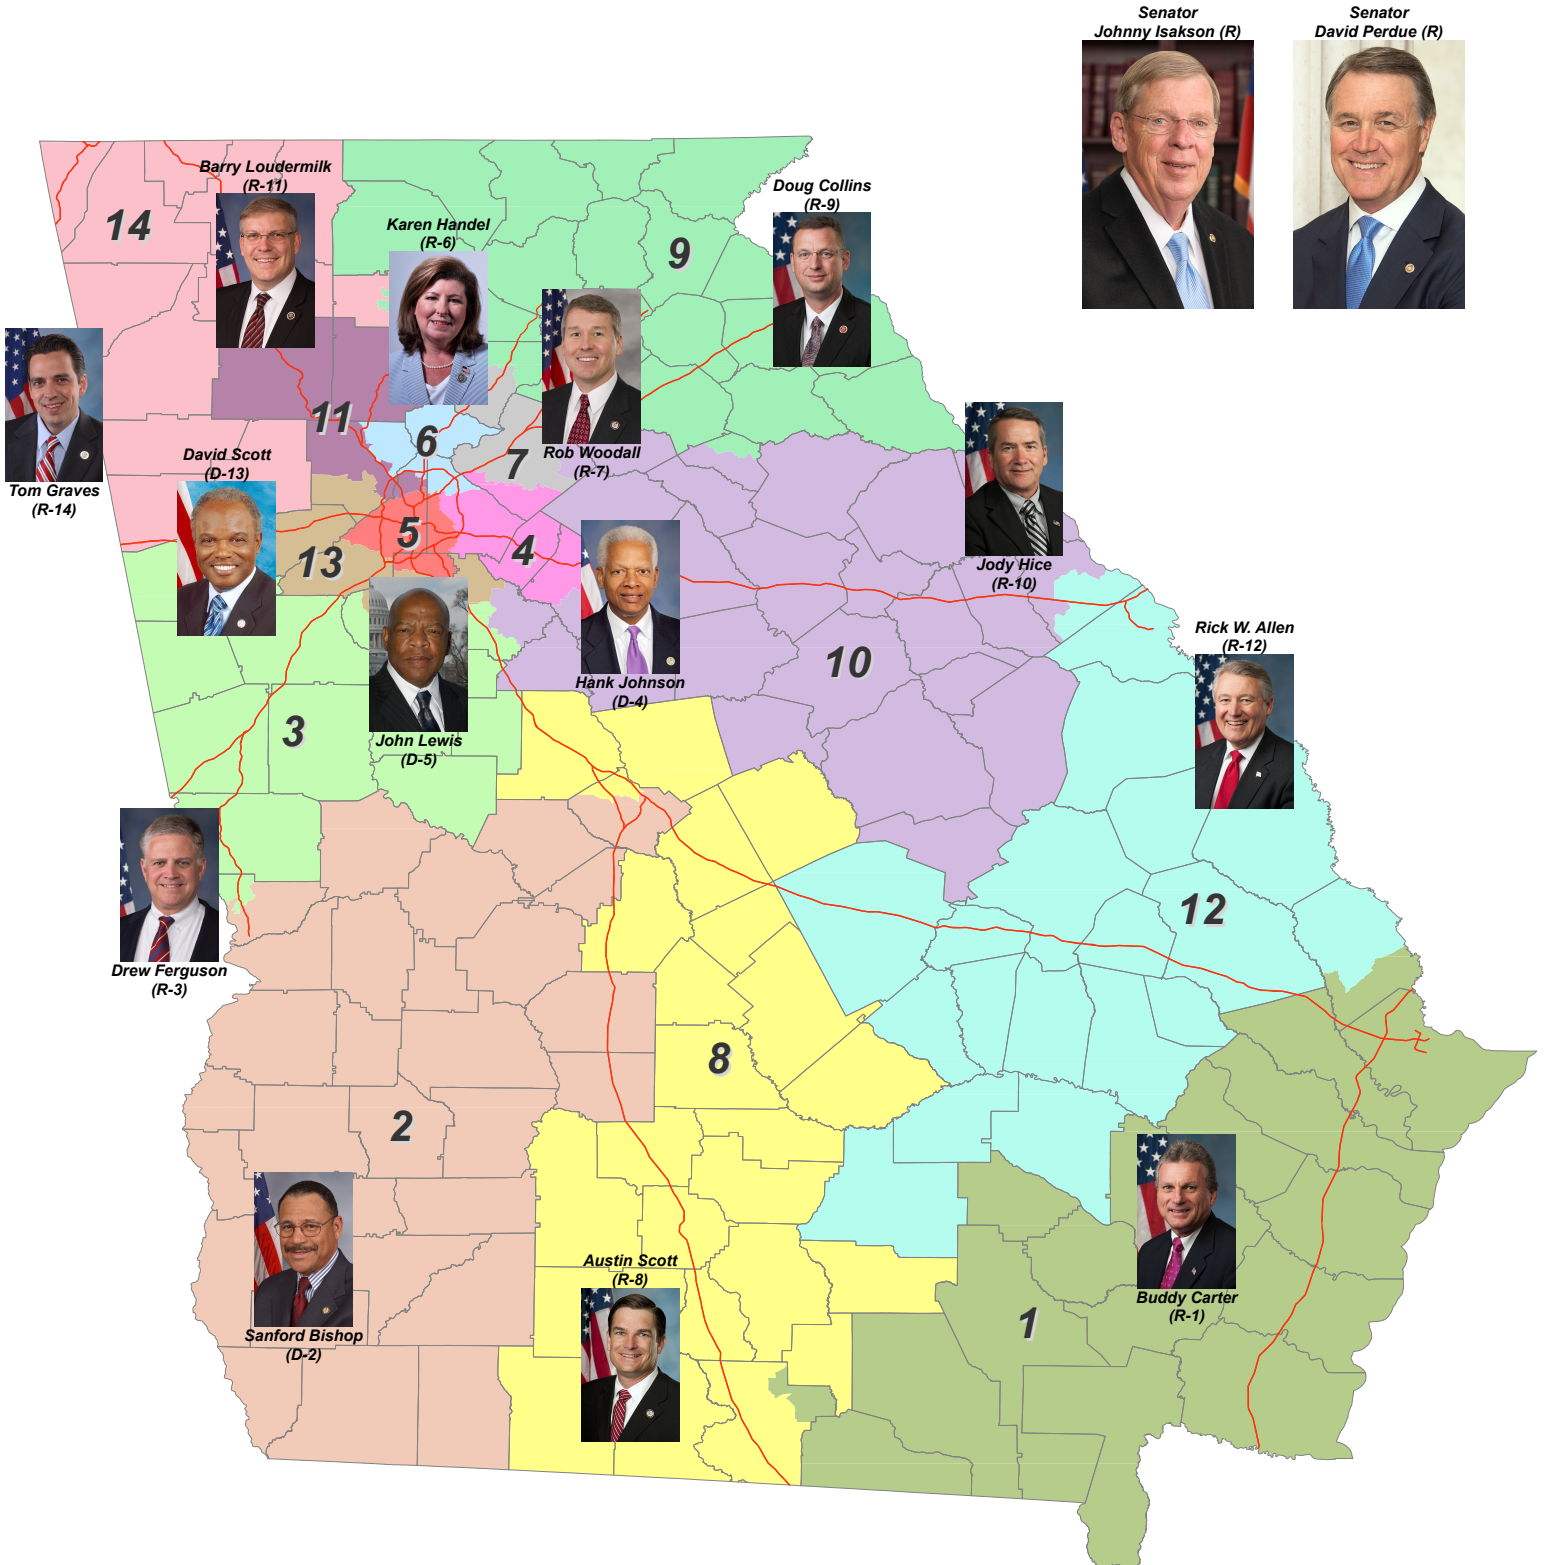 Senator
Johnny Isakson (R)
Senator
David Perdue (R)
Barry Loudermilk
(R-11)
Doug Collins
(R-9)
14
Karen Handel
(R-6)
9
Tom Graves
(R-14)
11
6
7
Rob Woodall
(R-7)
David Scott
(D-13)
5
13
4
Jody Hice
(R-10)
Rick W. Allen
(R-12)
10
Hank Johnson
(D-4)
3
John Lewis
(D-5)
12
Drew Ferguson
(R-3)
8
2
Austin Scott
(R-8)
Sanford Bishop
(D-2)
1
Buddy Carter
(R-1)